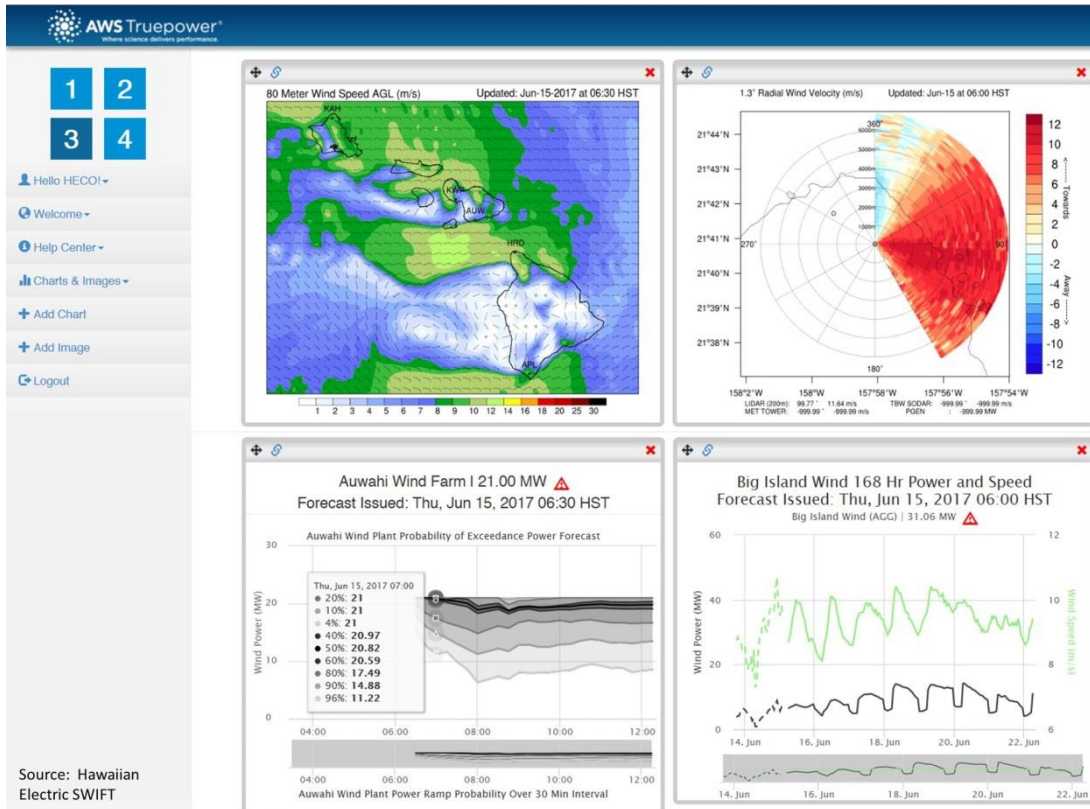 AWS Truepower®
Where science delivers performance.
1 2
3 4
Hello HECO!
Welcome
Help Center
Charts & Images
Add Chart
Add Image
Logout
Source: Hawaiian
Electric SWIFT
80 Meter Wind Speed AGL (m/s) Updated: Jun-15-2017 at 06:30 HST
KAH
KWP
AUW
HRD
APL
1 2 3 4 5 6 7 8 9 10 12 14 16 18 20 25 30
1.3° Radial Wind Velocity (m/s) Updated: Jun-15 at 06:00 HST
360°
6000m
5000m
4000m
3000m
2000m
1000m
270°
90°
180°
21°44'N
21°43'N
21°42'N
21°41'N
21°40'N
21°39'N
21°38'N
158°2'W 158°W 157°58'W 157°56'W 157°54'W
12
10
8
6
4
2
0
-2
-4
-6
-8
-10
-12
<-------- Towards
Away -------->
LIDAR (200m): 99.77° 11.64 m/s TBW SODAR: -999.99° -999.99 m/s
MET TOWER: -999.99° -999.99 m/s PGEN : -999.99 MW
Auwahi Wind Farm | 21.00 MW
Forecast Issued: Thu, Jun 15, 2017 06:30 HST
Auwahi Wind Plant Probability of Exceedance Power Forecast
Wind Power (MW)
30
20
10
0
Thu, Jun 15, 2017 07:00
20%: 21
10%: 21
4%: 21
40%: 20.97
50%: 20.82
60%: 20.59
80%: 17.49
90%: 14.88
96%: 11.22
04:00 06:00 08:00 10:00 12:00
04:00 06:00 08:00 10:00 12:00
Auwahi Wind Plant Power Ramp Probability Over 30 Min Interval
Big Island Wind 168 Hr Power and Speed
Forecast Issued: Thu, Jun 15, 2017 06:00 HST
Big Island Wind (AGG) | 31.06 MW
Wind Power (MW)
60
40
20
0
12
10
8
6
Wind Speed (m/s)
14. Jun 16. Jun 18. Jun 20. Jun 22. Jun
14. Jun 16. Jun 18. Jun 20. Jun 22. Jun